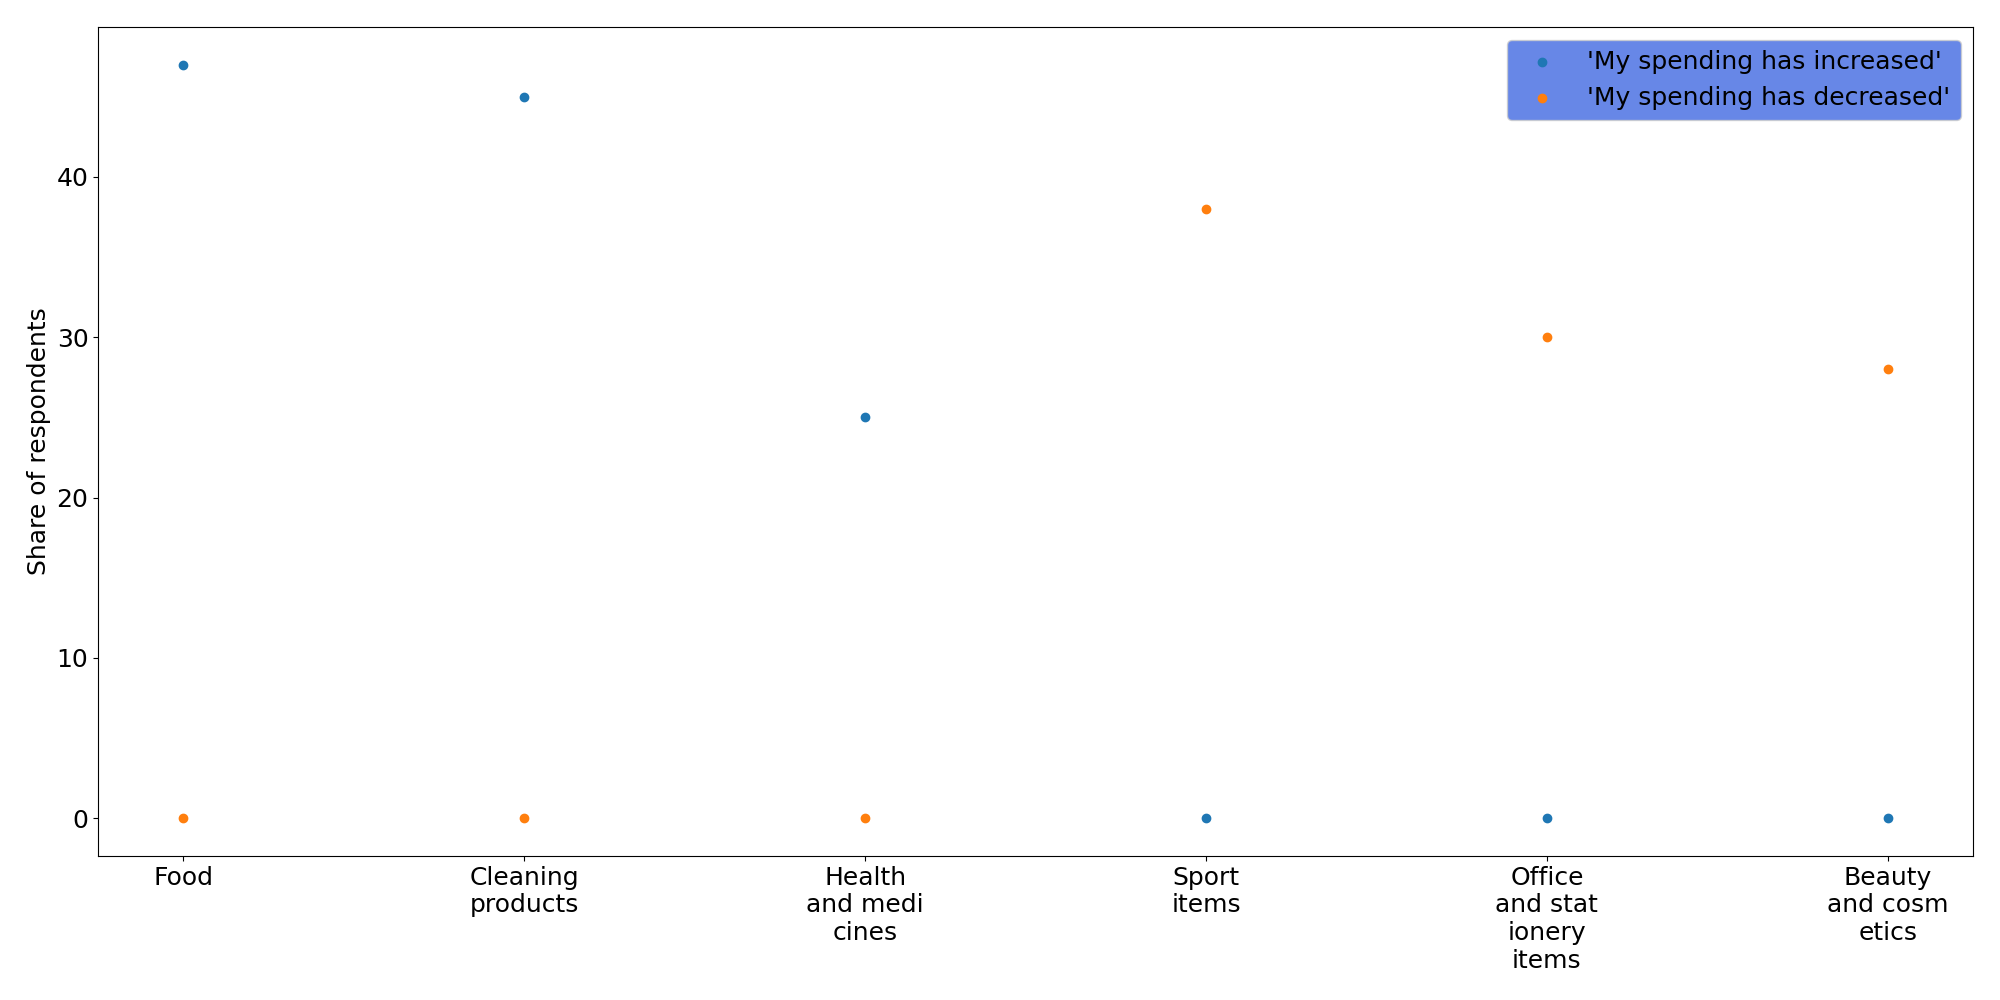 'My spending has increased'
'My spending has decreased'
Share of respondents
40
30
20
10
0
Food
Cleaning
products
Health
and medi
cines
Sport
items
Office
and stat
ionery
items
Beauty
and cosm
etics